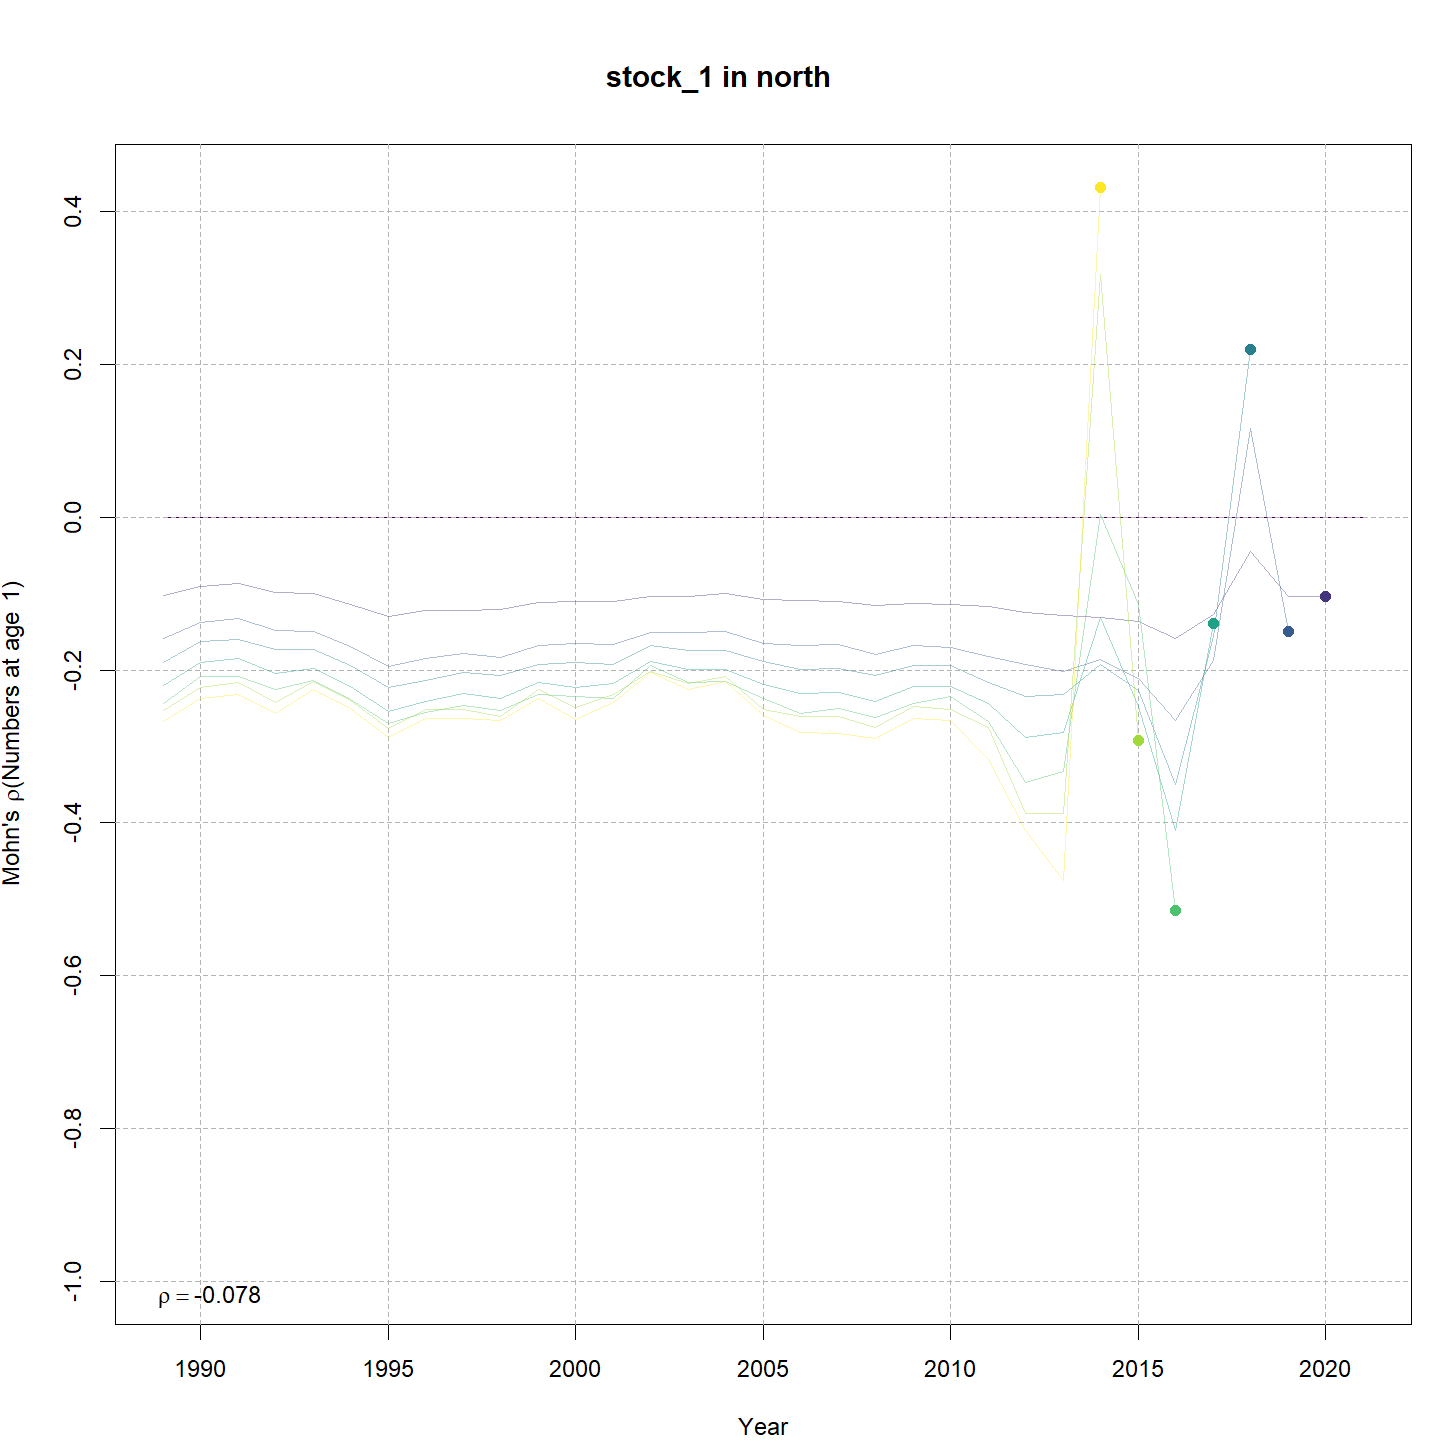 stock_1 in north
Mohn's ρ(Numbers at age 1)
0.4
0.2
0.0
-0.2
-0.4
-0.6
-0.8
-1.0
ρ = -0.078
1990 1995 2000 2005 2010 2015 2020
Year